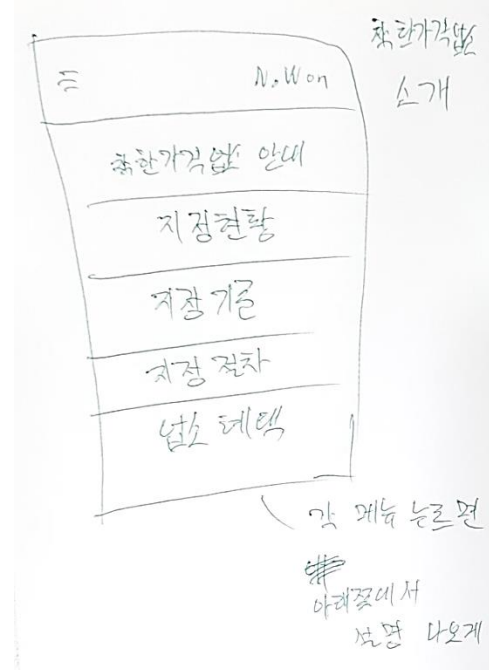 착한가격업소
소개
N.Won
착한가격업소 안내
지정현황
지정기준
지정 절차
업소 혜택
각 메뉴 누르면
아래쪽에서
설명 나오게